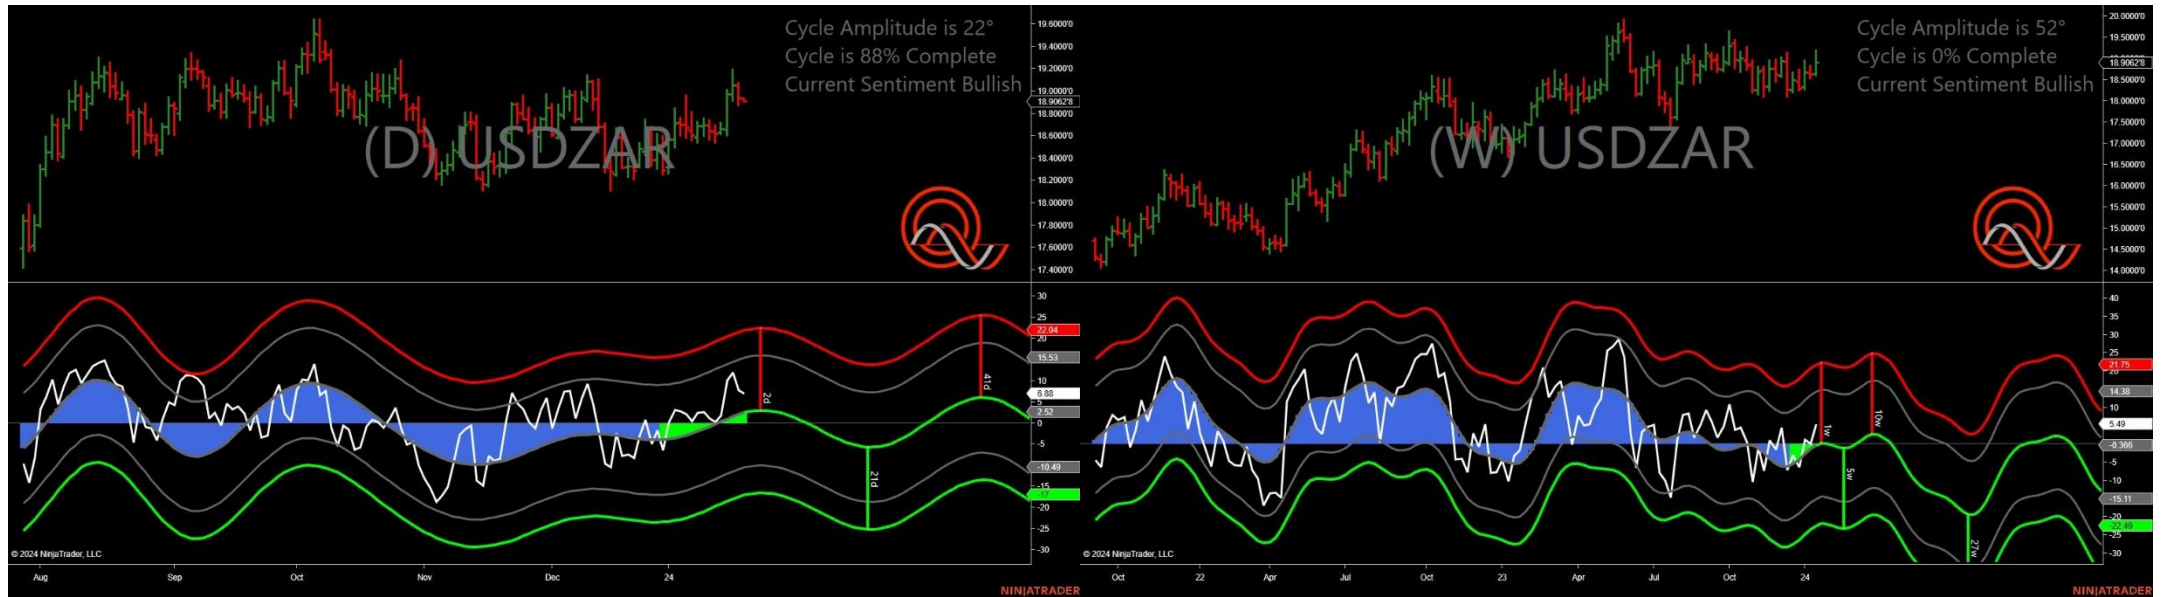 Cycle Amplitude is 22°
Cycle is 88% Complete
Current Sentiment Bullish
(D) USDZAR
19.6000'0
19.4000'0
19.2000'0
19.0000'0
18.9062'8
18.8000'0
18.6000'0
18.4000'0
18.2000'0
18.0000'0
17.8000'0
17.6000'0
17.4000'0
30
25
22.04
20
15.53
10
6.88
5
2.52
0
-5
-10.49
-15
-17
-20
-25
-30
2d
21d
41d
© 2024 NinjaTrader, LLC
Aug Sep Oct Nov Dec 24
NINJATRADER
Cycle Amplitude is 52°
Cycle is 0% Complete
Current Sentiment Bullish
(W) USDZAR
20.0000'0
19.5000'0
18.9062'8
18.5000'0
18.0000'0
17.5000'0
17.0000'0
16.5000'0
16.0000'0
15.5000'0
15.0000'0
14.5000'0
14.0000'0
40
35
30
25
21.75
20
14.38
10
5.49
-0.366
-5
-10
-15.11
-20
-22.49
-30
1w
5w
10w
27w
© 2024 NinjaTrader, LLC
Oct 22 Apr Jul Oct 23 Apr Jul Oct 24
NINJATRADER